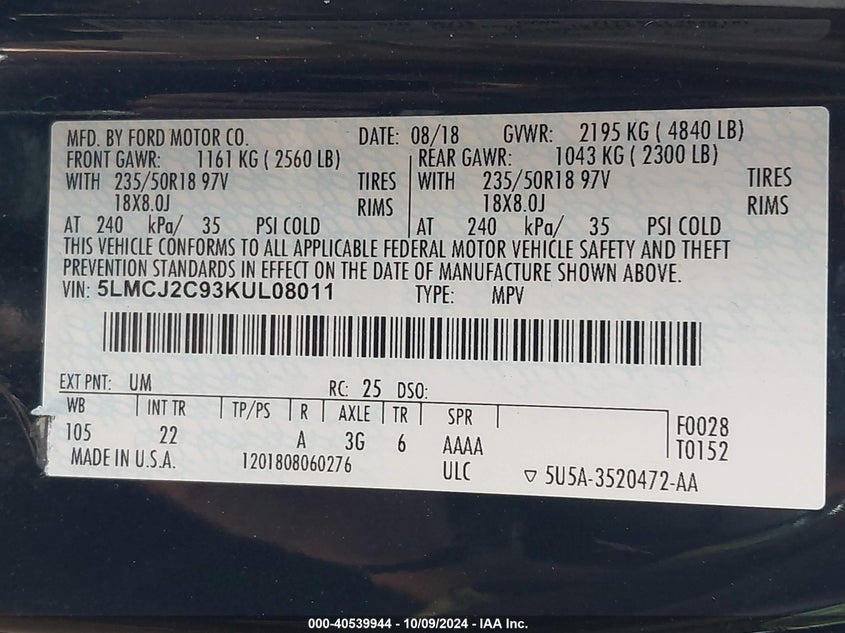 MFD. BY FORD MOTOR CO. DATE: 08/18 GVWR: 2195 KG ( 4840 LB)
FRONT GAWR: 1161 KG ( 2560 LB) REAR GAWR: 1043 KG ( 2300 LB)
WITH 235/50R18 97V TIRES WITH 235/50R18 97V TIRES
18X8.0J RIMS 18X8.0J RIMS
AT 240 kPa/ 35 PSI COLD AT 240 kPa/ 35 PSI COLD
THIS VEHICLE CONFORMS TO ALL APPLICABLE FEDERAL MOTOR VEHICLE SAFETY AND THEFT
PREVENTION STANDARDS IN EFFECT ON THE DATE OF MANUFACTURE SHOWN ABOVE.
VIN: 5LMCJ2C93KUL08011 TYPE: MPV
EXT PNT: UM RC: 25 DSO:
WB INT TR TP/PS R AXLE TR SPR
105 22 A 3G 6 AAAA
F0028
T0152
MADE IN U.S.A. 1201808060276 ULC ▽ 5U5A-3520472-AA
000-40539944 - 10/09/2024 - IAA Inc.